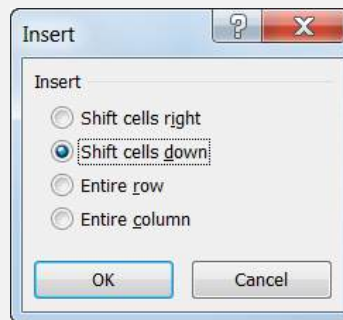 Insert
Insert
Shift cells right
Shift cells down
Entire row
Entire column
OK
Cancel